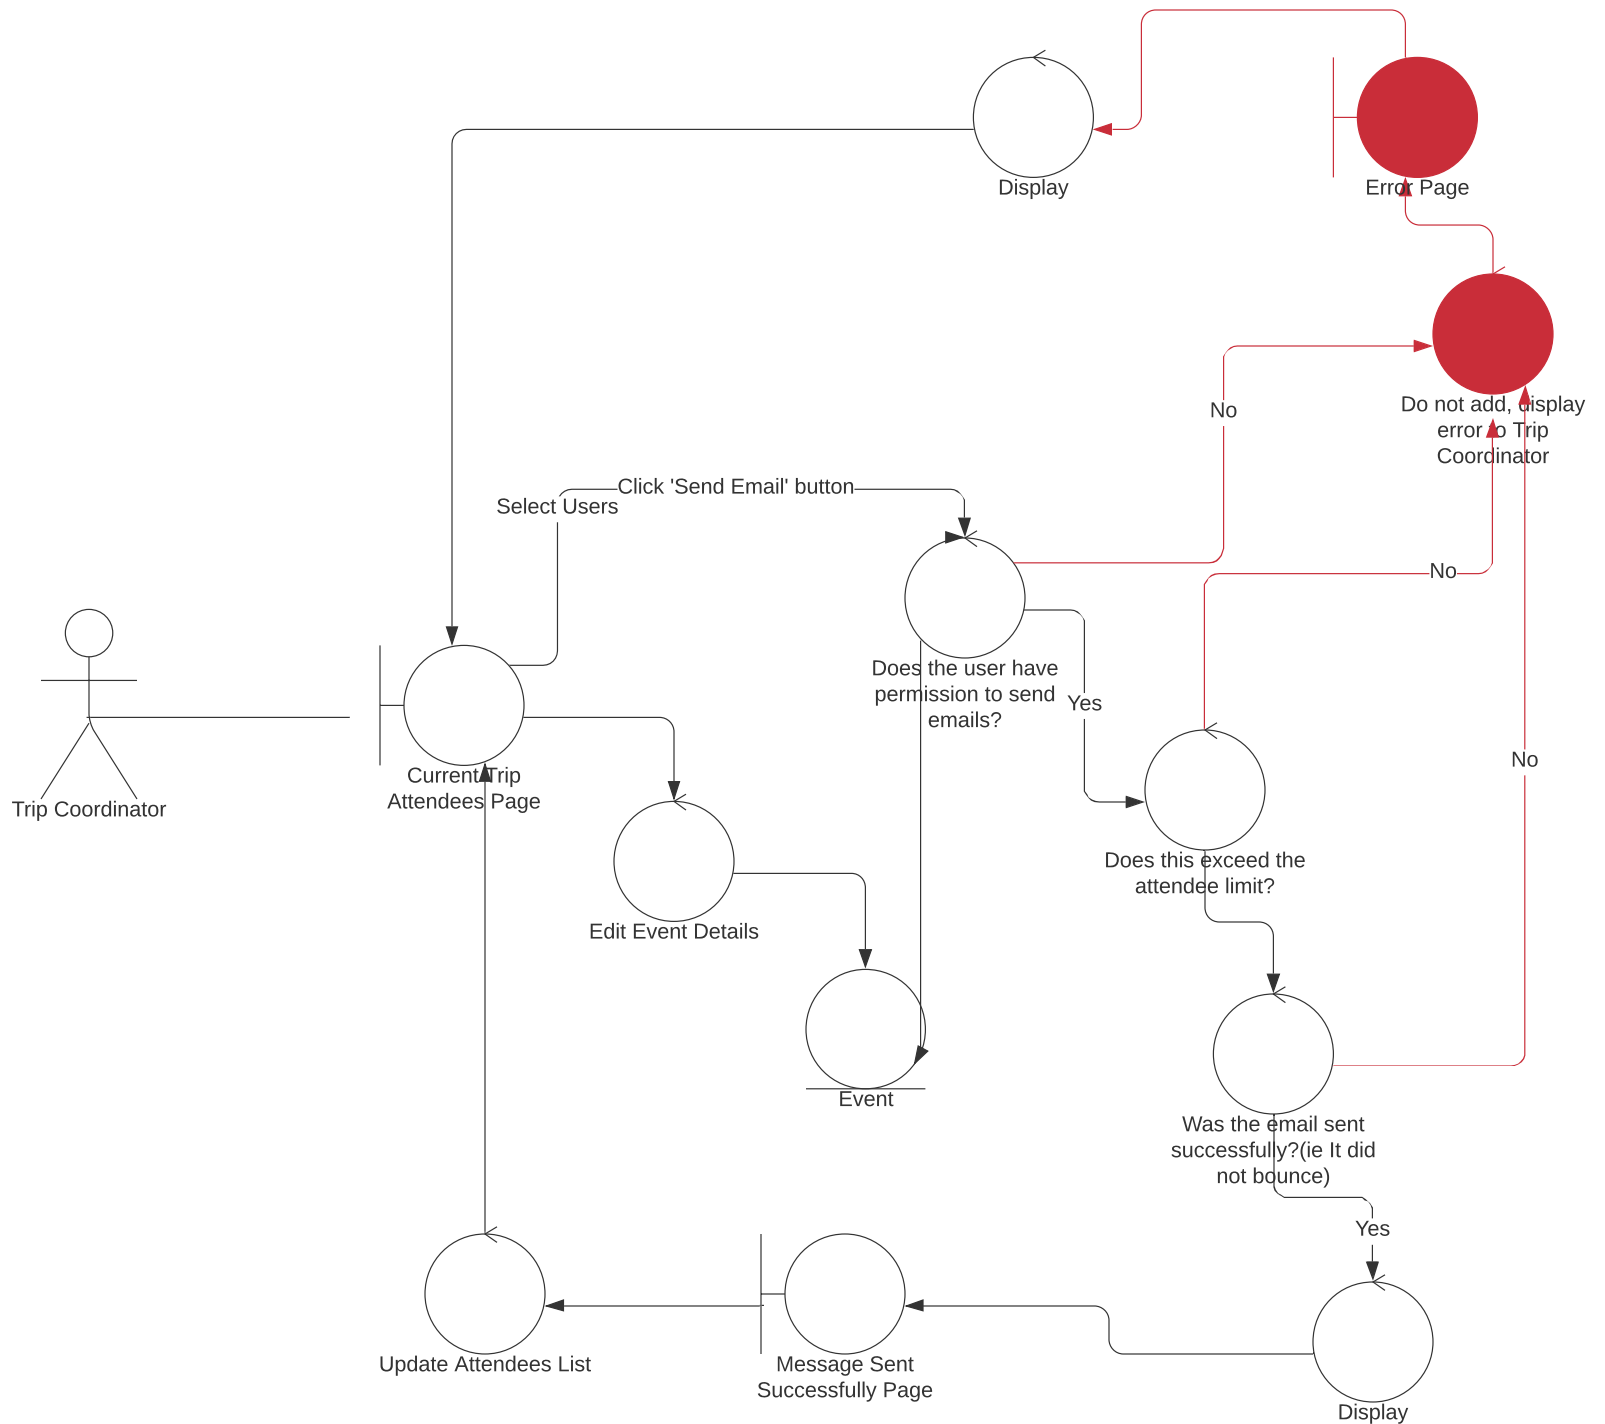 Display
Error Page
Do not add, display
error to Trip
Coordinator
No
Click 'Send Email' button
Select Users
No
Does the user have
permission to send
emails?
Yes
No
Current Trip
Attendees Page
Trip Coordinator
Does this exceed the
attendee limit?
Edit Event Details
Event
Was the email sent
successfully?(ie It did
not bounce)
Yes
Update Attendees List
Message Sent
Successfully Page
Display